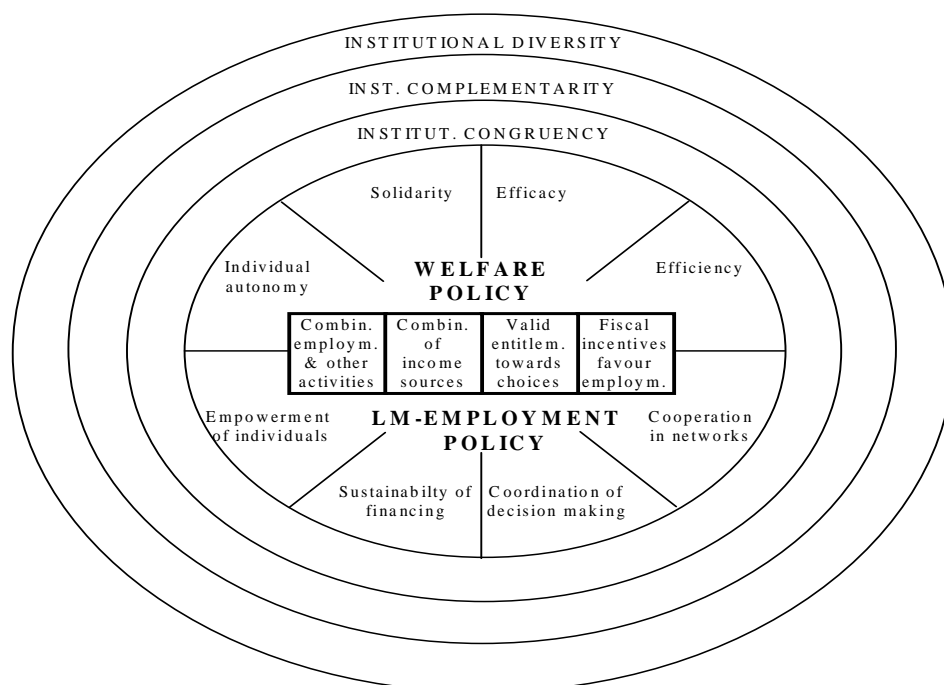 INSTITUTIONAL DIVERSITY
INST. COMPLEMENTARITY
INSTITUT. CONGRUENCY
Solidarity
Efficacy
Individual
autonomy
Efficiency
WELFARE
POLICY
Combin.
employm.
& other
activities
Combin.
of
income
sources
Valid
entitlem.
towards
choices
Fiscal
incentives
favour
employm.
Empowerment
of individuals
LM-EMPLOYMENT
POLICY
Cooperation
in networks
Sustainabilty of
financing
Coordination of
decision making